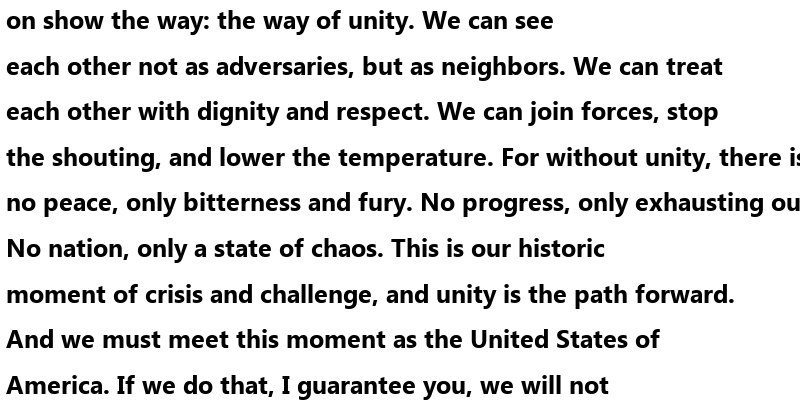 on show the way: the way of unity. We can see
each other not as adversaries, but as neighbors. We can treat
each other with dignity and respect. We can join forces, stop
the shouting, and lower the temperature. For without unity, there is
no peace, only bitterness and fury. No progress, only exhausting ou
No nation, only a state of chaos. This is our historic
moment of crisis and challenge, and unity is the path forward.
And we must meet this moment as the United States of
America. If we do that, I guarantee you, we will not